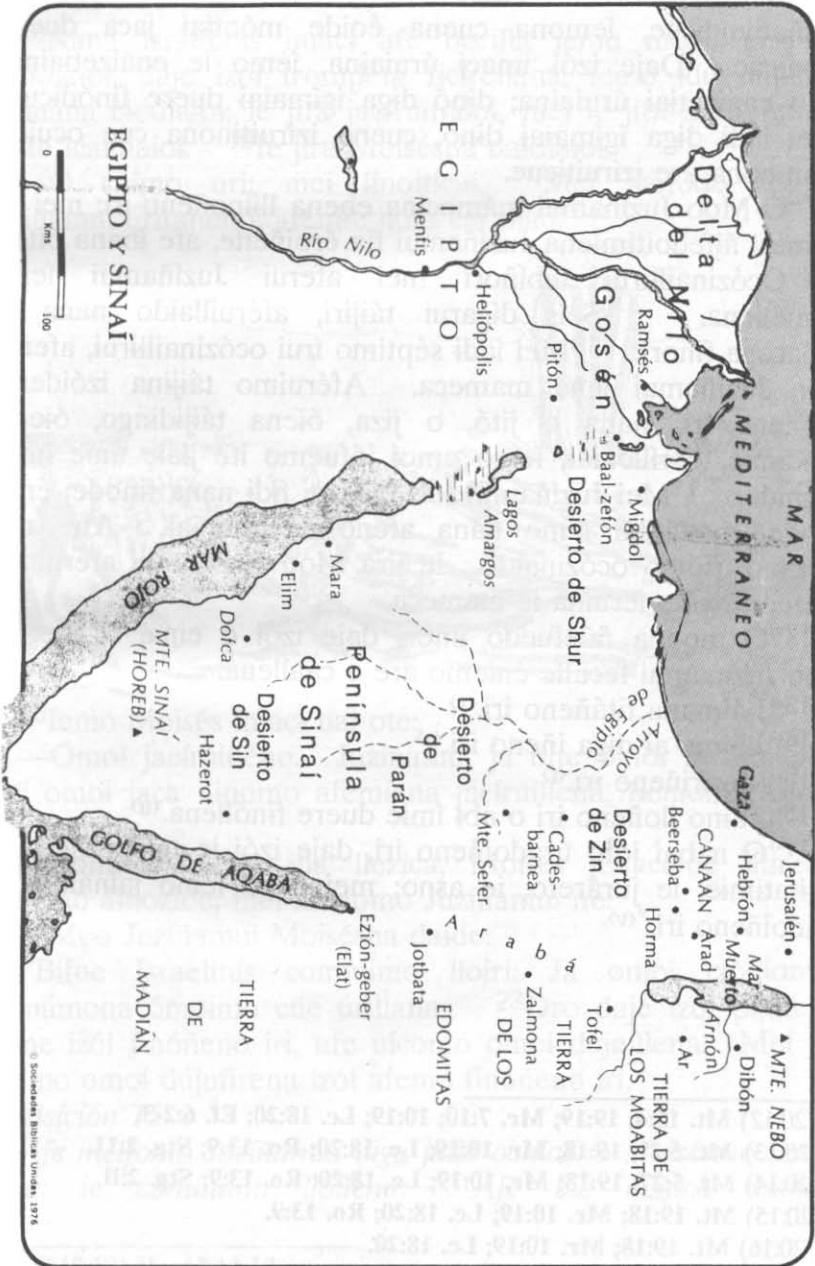 MAR
MEDITERRANEO
Delta
del Nilo
Jerusalén
MTE. NEBO
Gaza
Hebrón
Mar
Muerto
Dibón
Arnón
CANAÁN
Arad
Beerseba
Horma
TIERRA DE
LOS MOABITAS
Arroyo
de Egipto
Ramsés
Gosén
Migdol
Baal-zefón
Desierto de Shur
Desierto
de Zin
Tofel
TIERRA
DE LOS
EDOMITAS
Pitón
Cades-
barnea
Zalmona
Araba
Heliópolis
Lagos
Amargos
Mte. Sefer
Desierto
de
Parán
EGIPTO
Menfis
Río Nilo
Mara
Elim
Península
de Sinaí
Ezión-geber
(Elat)
Dofca
Desierto
de Sin
Hazerot
MAR ROJO
MTE. SINAÍ
(HOREB)
GOLFO DE AQABA
TIERRA
DE
MADIÁN
EGIPTO Y SINAÍ
0 Kms. 100
© Sociedades Bíblicas Unidas, 1976